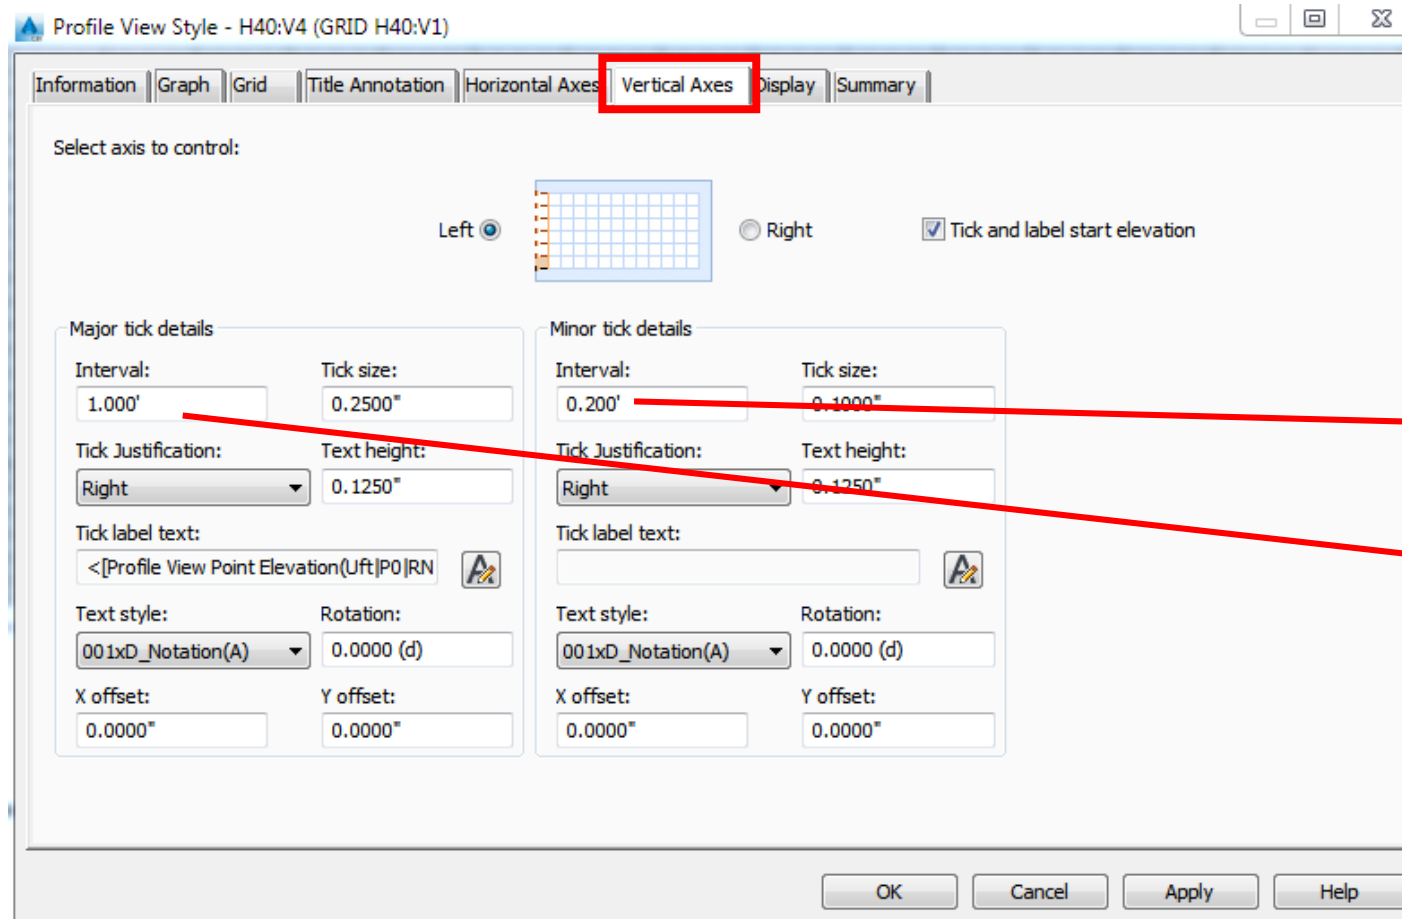 Profile View Style - H40:V4 (GRID H40:V1)
Information Graph Grid Title Annotation Horizontal Axes Vertical Axes Display Summary
Select axis to control:
Left Right Tick and label start elevation
Major tick details Minor tick details
Interval: Tick size: Interval: Tick size:
1.000' 0.2500" 0.200' 0.1000"
Tick Justification: Text height: Tick Justification: Text height:
Right 0.1250" Right 0.1250"
Tick label text: Tick label text:
<[Profile View Point Elevation(Uft|P0|RN
Text style: Rotation: Text style: Rotation:
001xD_Notation(A) 0.0000 (d) 001xD_Notation(A) 0.0000 (d)
X offset: Y offset: X offset: Y offset:
0.0000" 0.0000" 0.0000" 0.0000"
OK Cancel Apply Help